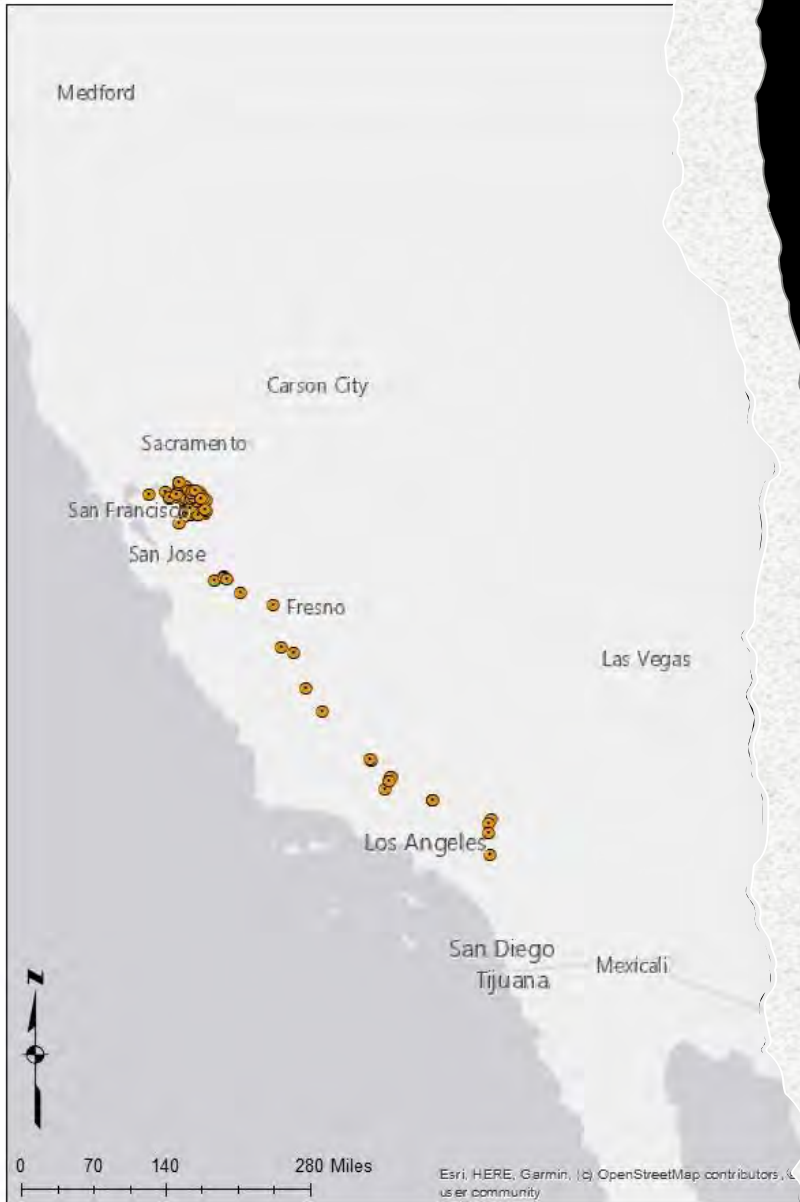 Medford
Carson City
Sacramento
San Francisco
San Jose
Fresno
Las Vegas
Los Angeles
San Diego
Mexicali
Tijuana
N
0 70 140 280 Miles
Esri, HERE, Garmin, (c) OpenStreetMap contributors,
user community